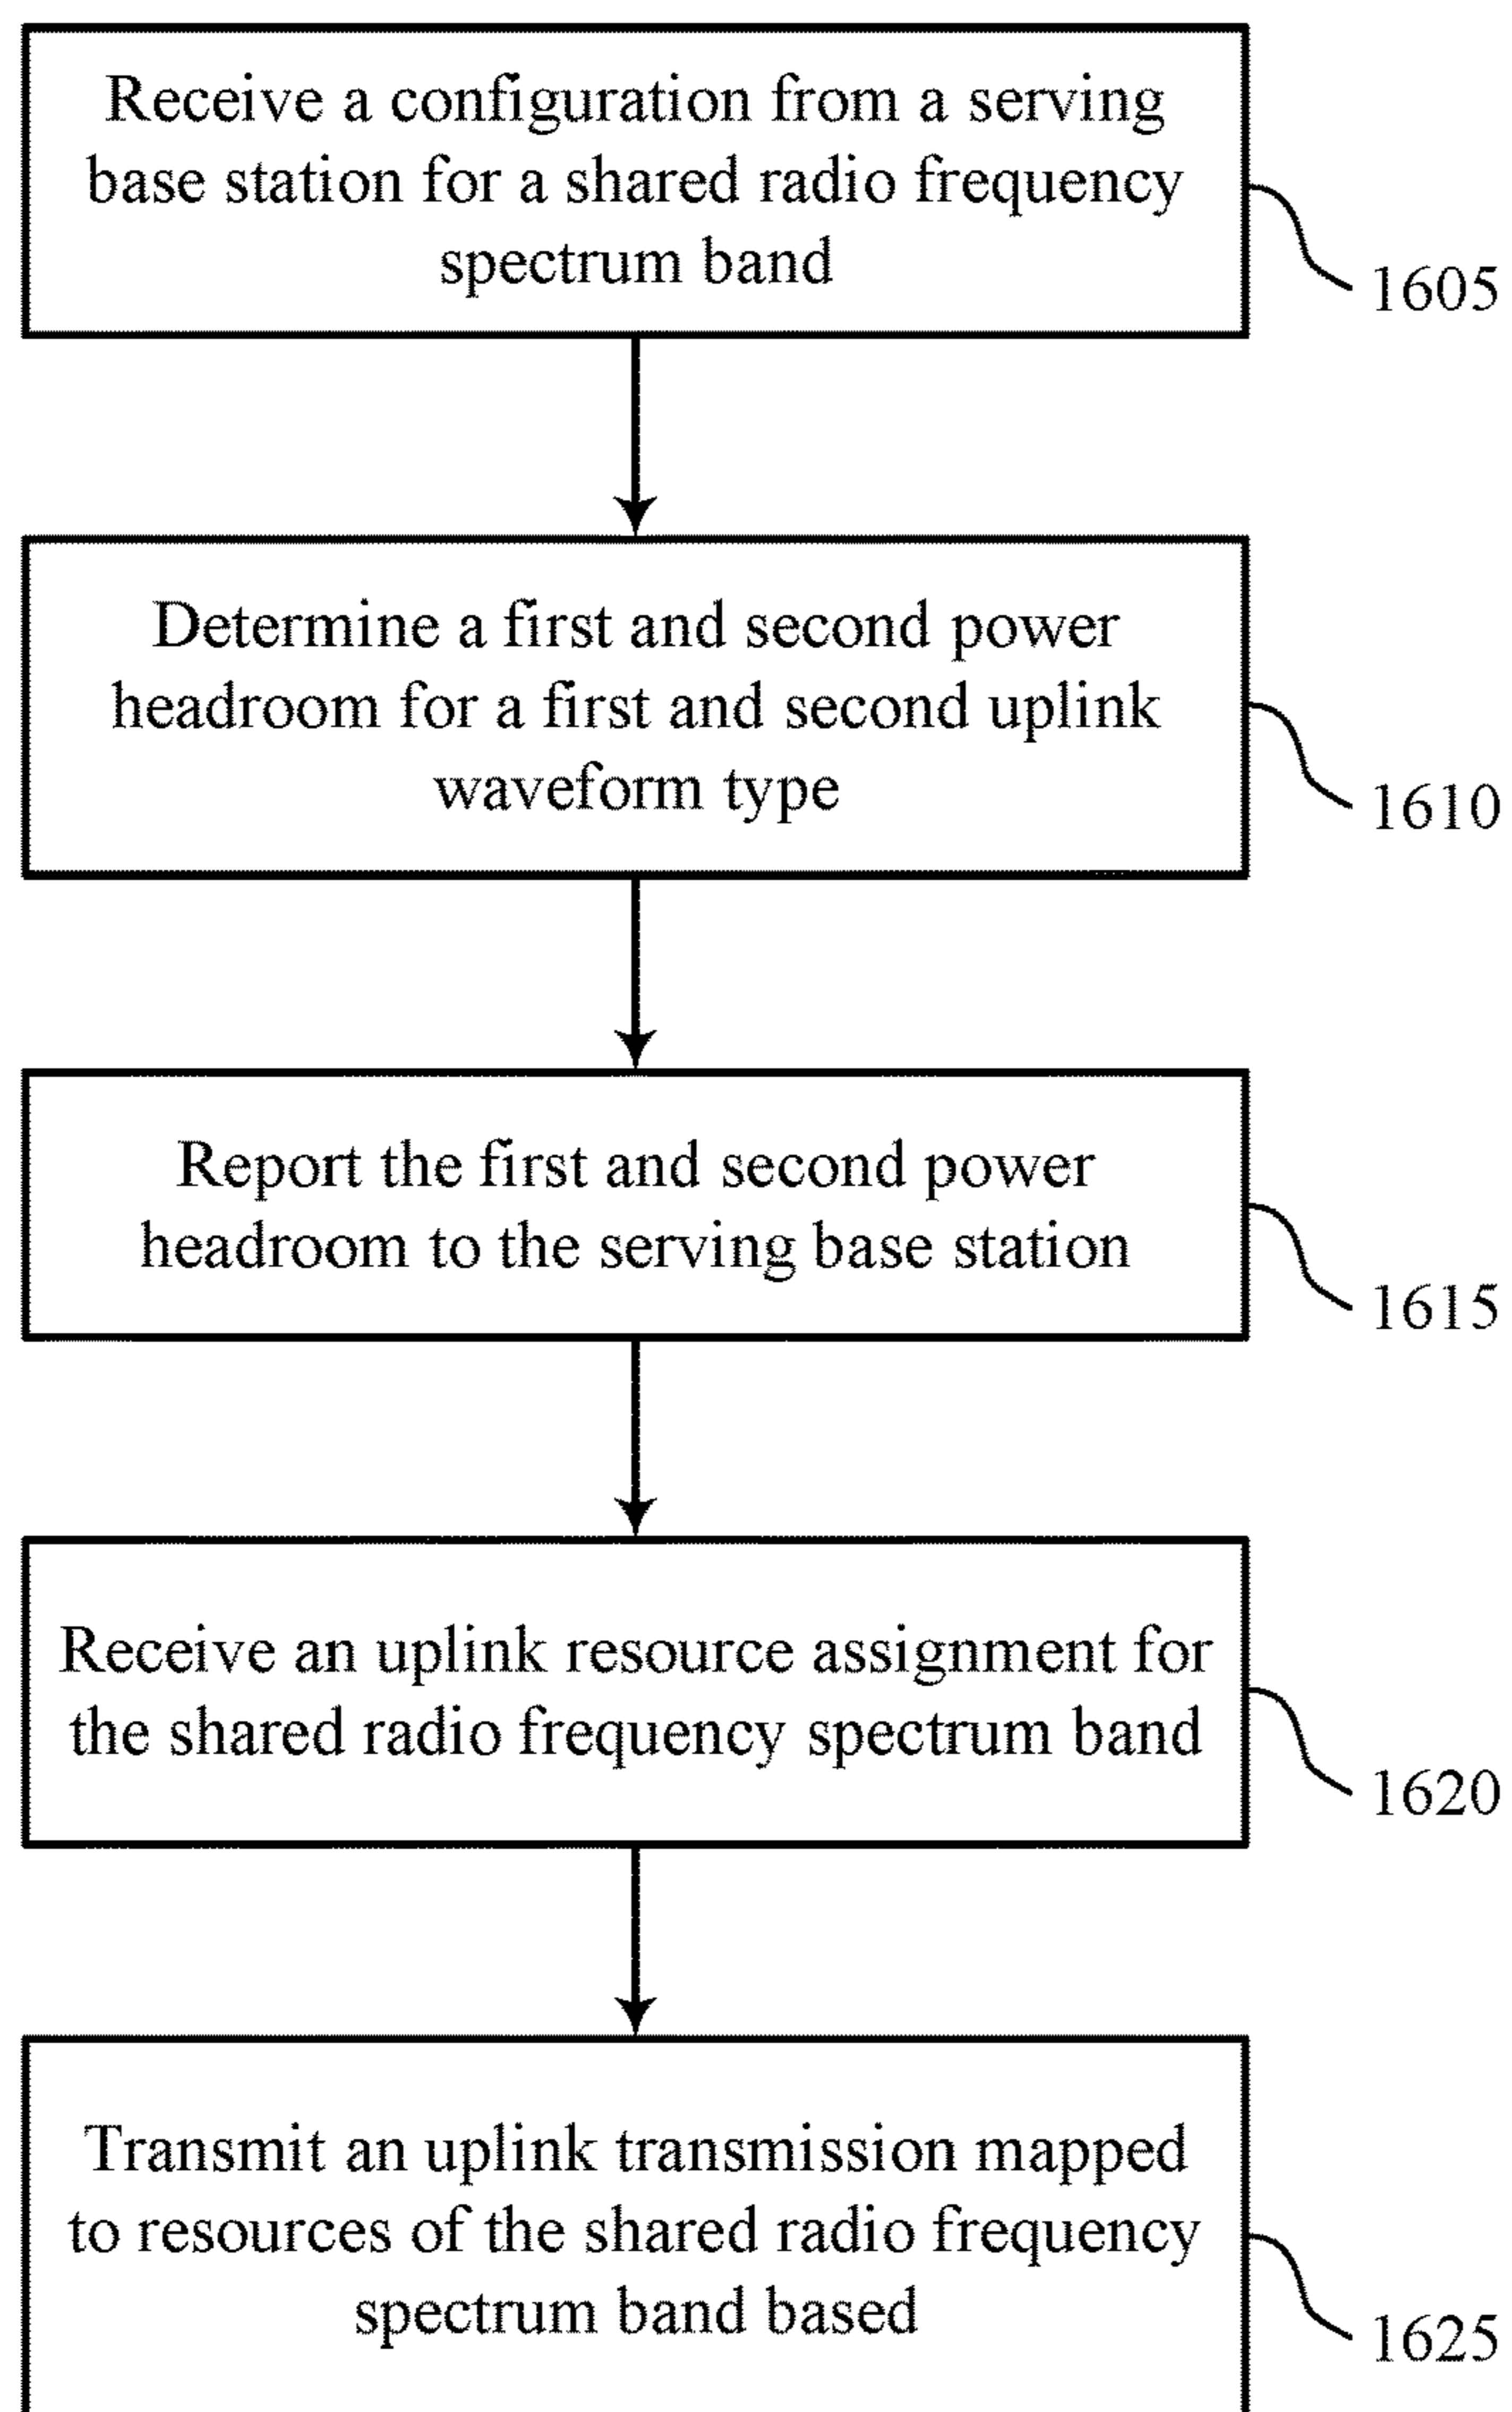 Receive a configuration from a serving
base station for a shared radio frequency
spectrum band
1605
Determine a first and second power
headroom for a first and second uplink
waveform type
1610
Report the first and second power
headroom to the serving base station
1615
Receive an uplink resource assignment for
the shared radio frequency spectrum band
1620
Transmit an uplink transmission mapped
to resources of the shared radio frequency
spectrum band based
1625